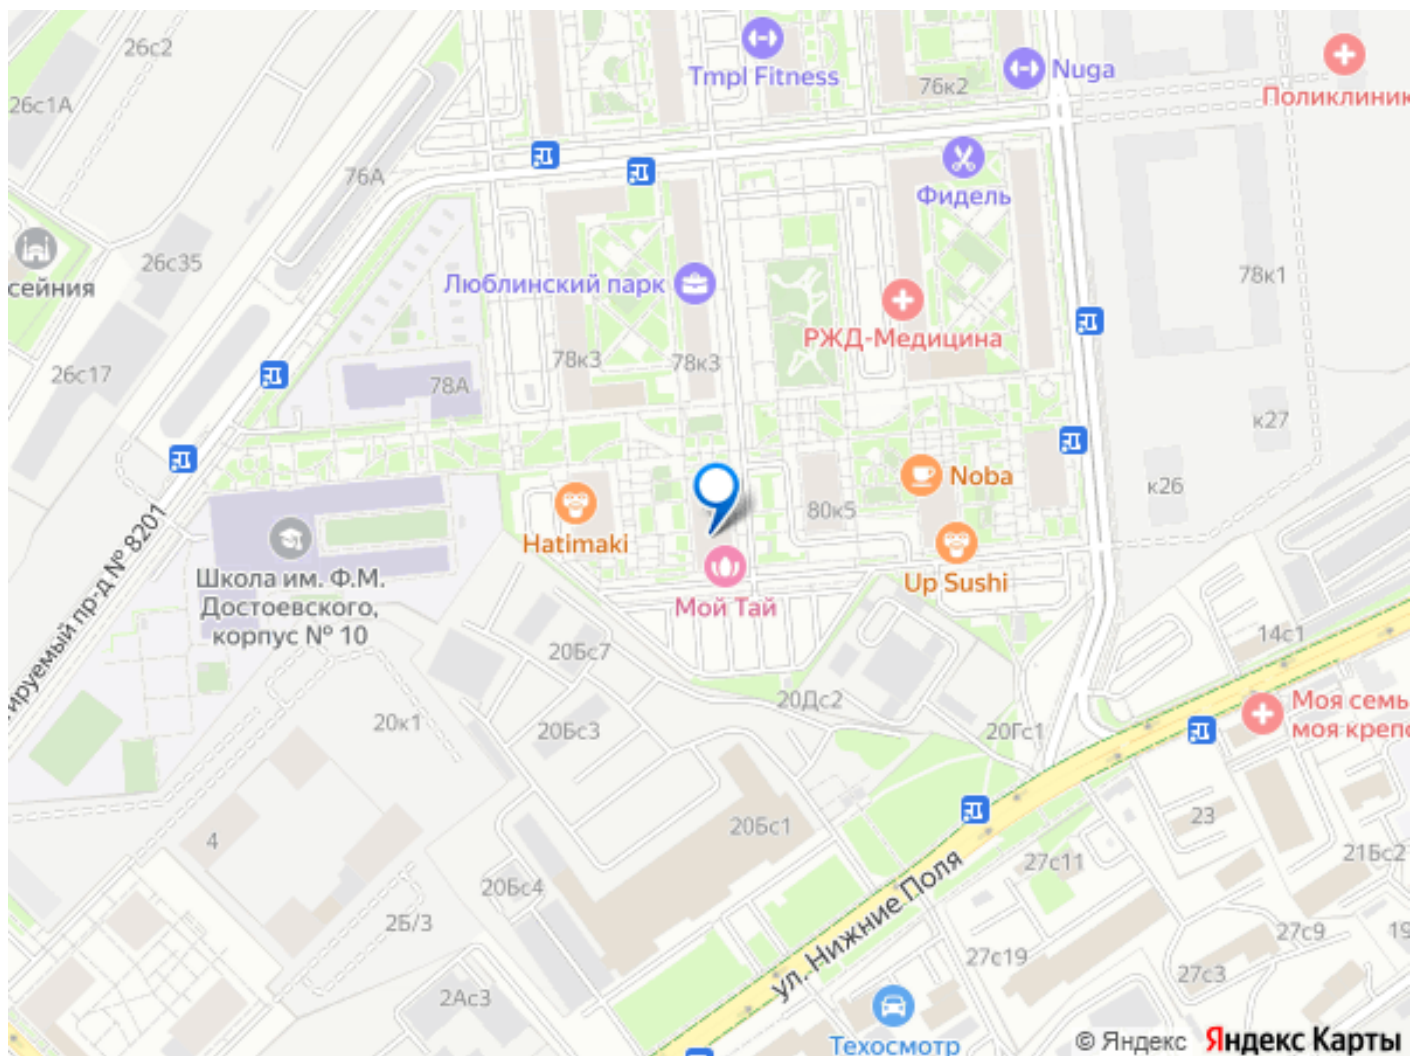 26с2
Tmpl Fitness
Nuga
76к2
26с1А
Поликлиник
76А
Фидель
26с35
сейния
Люблинский парк
78к1
РЖД-Медицина
78к3
78к3
26с17
78А
к27
Noba
к26
80к5
Hatimaki
Up Sushi
Школа им. Ф.М.
Достоевского,
корпус № 10
Мой Тай
ируемый пр-д № 8201
14с1
20Бс7
20Дс2
Моя семь
моя крепо
20к1
20Бс3
20Гс1
20Бс1
23
4
27с11
21Бс2
20Бс4
ул. Нижние Поля
2Б/3
27с9
19
27с19
27с3
2Ас3
Техосмотр
© Яндекс Яндекс Карты